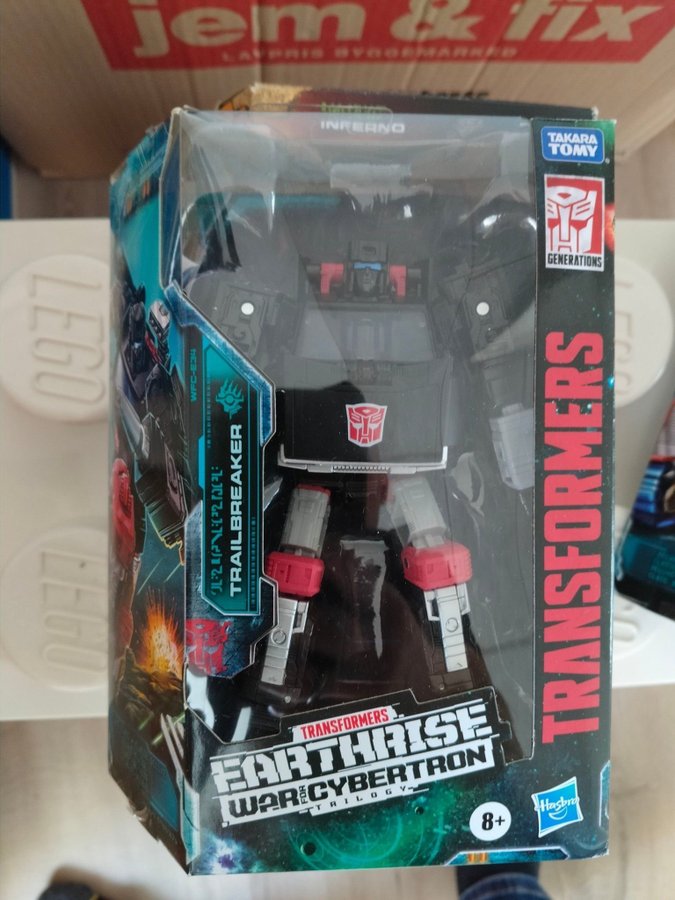 jem & fix
LAVPRIS BYGGEMARKED
INFERNO
TAKARA
TOMY
GENERATIONS
TRANSFORMERS
LEGO
LEGO
WFC-E34
TRAILBREAKER
TRANSFORMERS
EARTHRISE
WAR FOR CYBERTRON
TRILOGY
8+
Hasbro